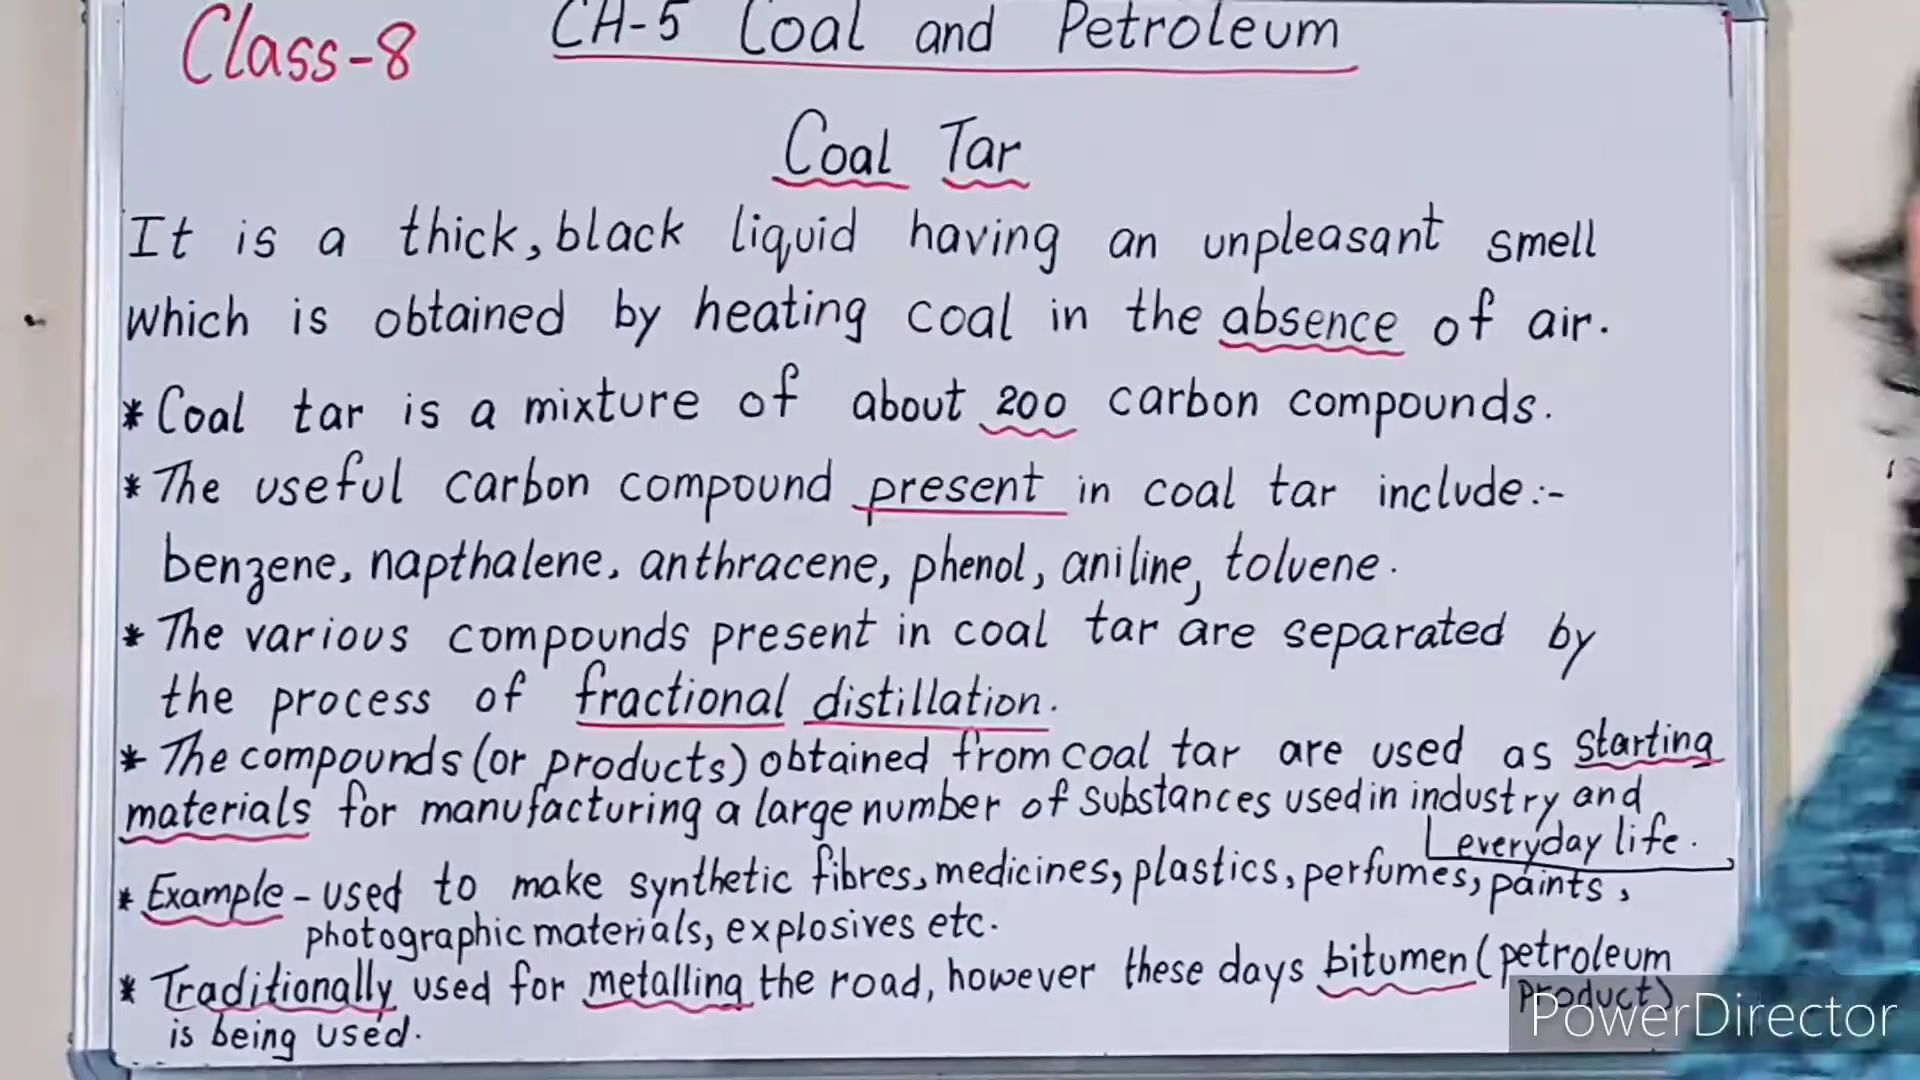 Class-8 CH-5 Coal and Petroleum
Coal Tar
It is a thick, black liquid having an unpleasant smell
which is obtained by heating coal in the absence of air.
* Coal tar is a mixture of about 200 carbon compounds.
* The useful carbon compound present in coal tar include:-
benzene, napthalene, anthracene, phenol, aniline, toluene.
* The various compounds present in coal tar are separated by
the process of fractional distillation.
* The compounds (or products) obtained from coal tar are used as starting
materials for manufacturing a large number of substances used in industry and
everyday life.
* Example - used to make synthetic fibres, medicines, plastics, perfumes, paints,
photographic materials, explosives etc.
* Traditionally used for metalling the road, however these days bitumen (petroleum
product)
is being used.
PowerDirector